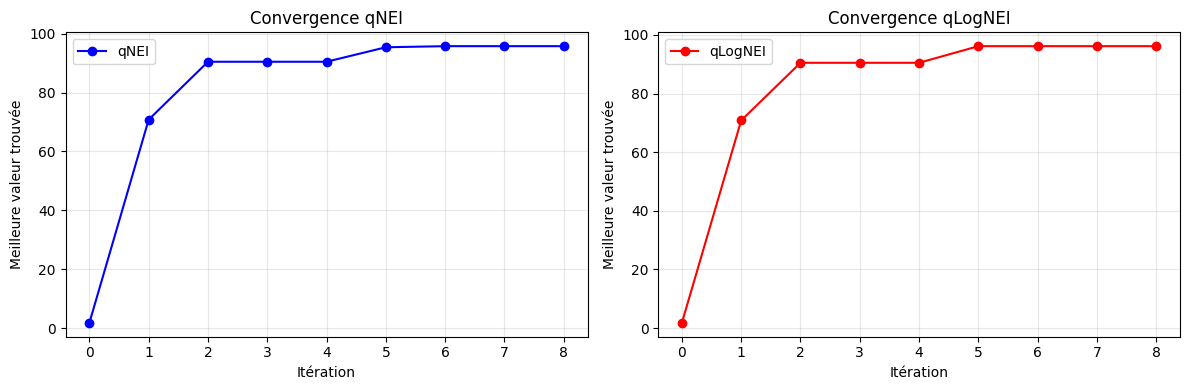 Convergence qNEI
qNEI
Meilleure valeur trouvée
100
80
60
40
20
0
0 1 2 3 4 5 6 7 8
Itération
Convergence qLogNEI
qLogNEI
Meilleure valeur trouvée
100
80
60
40
20
0
0 1 2 3 4 5 6 7 8
Itération